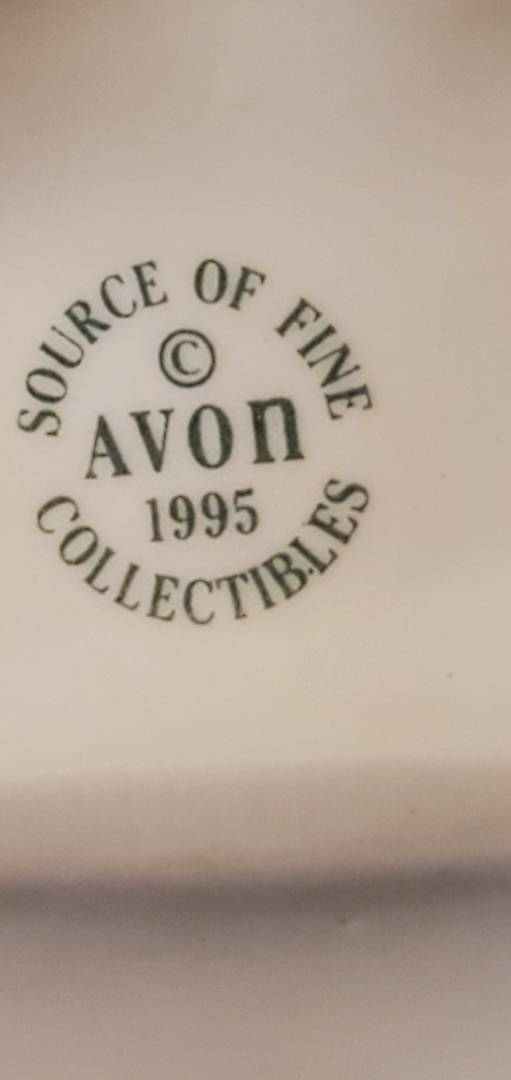 SOURCE OF FINE
©
AVON
1995
COLLECTIBLES